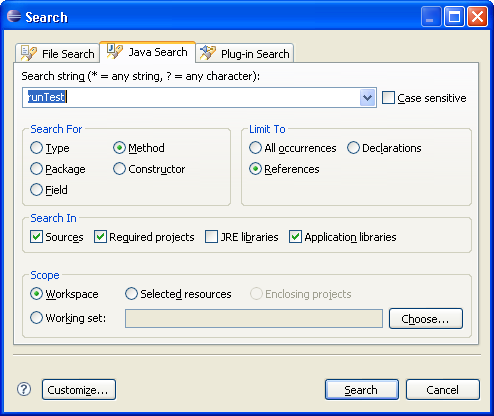 Search
File Search Java Search Plug-in Search
Search string (* = any string, ? = any character):
runTest Case sensitive
Search For Limit To
Type Method All occurrences Declarations
Package Constructor References
Field
Search In
Sources Required projects JRE libraries Application libraries
Scope
Workspace Selected resources Enclosing projects
Working set: Choose...
? Customize... Search Cancel